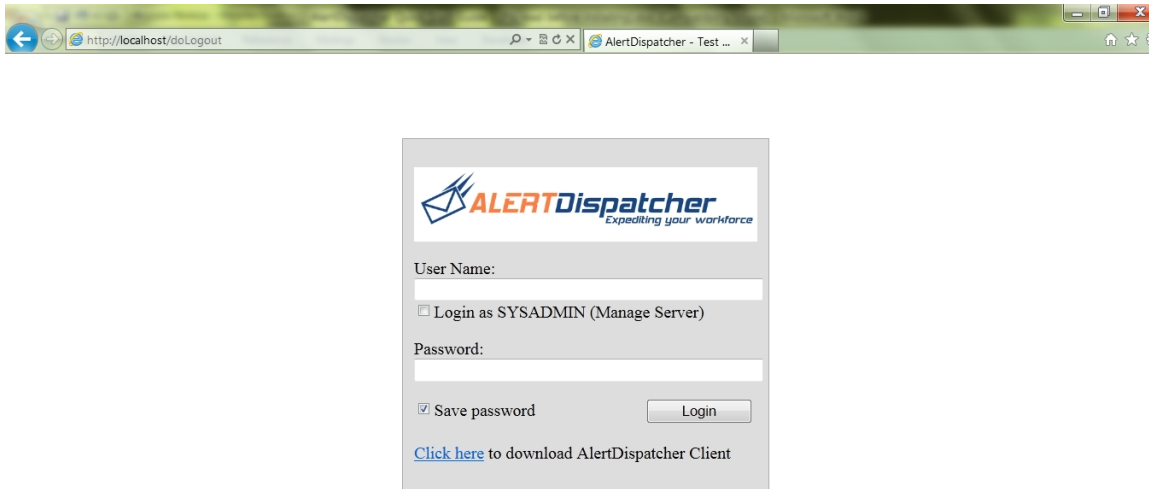 http://localhost/doLogout
AlertDispatcher - Test ...
ALERTDispatcher
Expediting your workforce
User Name:
Login as SYSADMIN (Manage Server)
Password:
Save password
Login
Click here to download AlertDispatcher Client